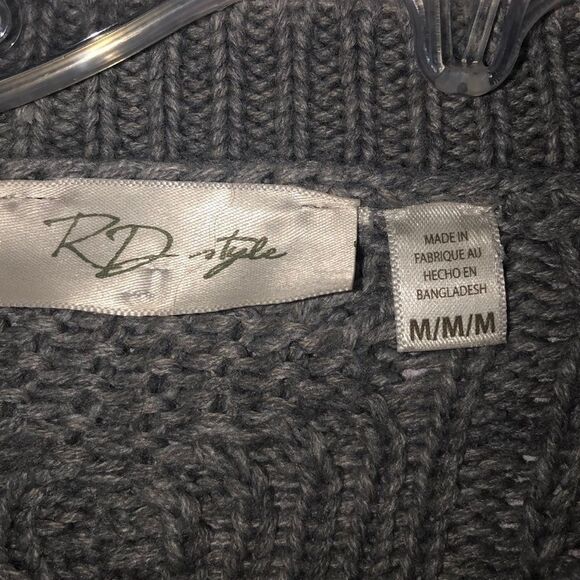 RD style
MADE IN
FABRIQUE AU
HECHO EN
BANGLADESH
M/M/M